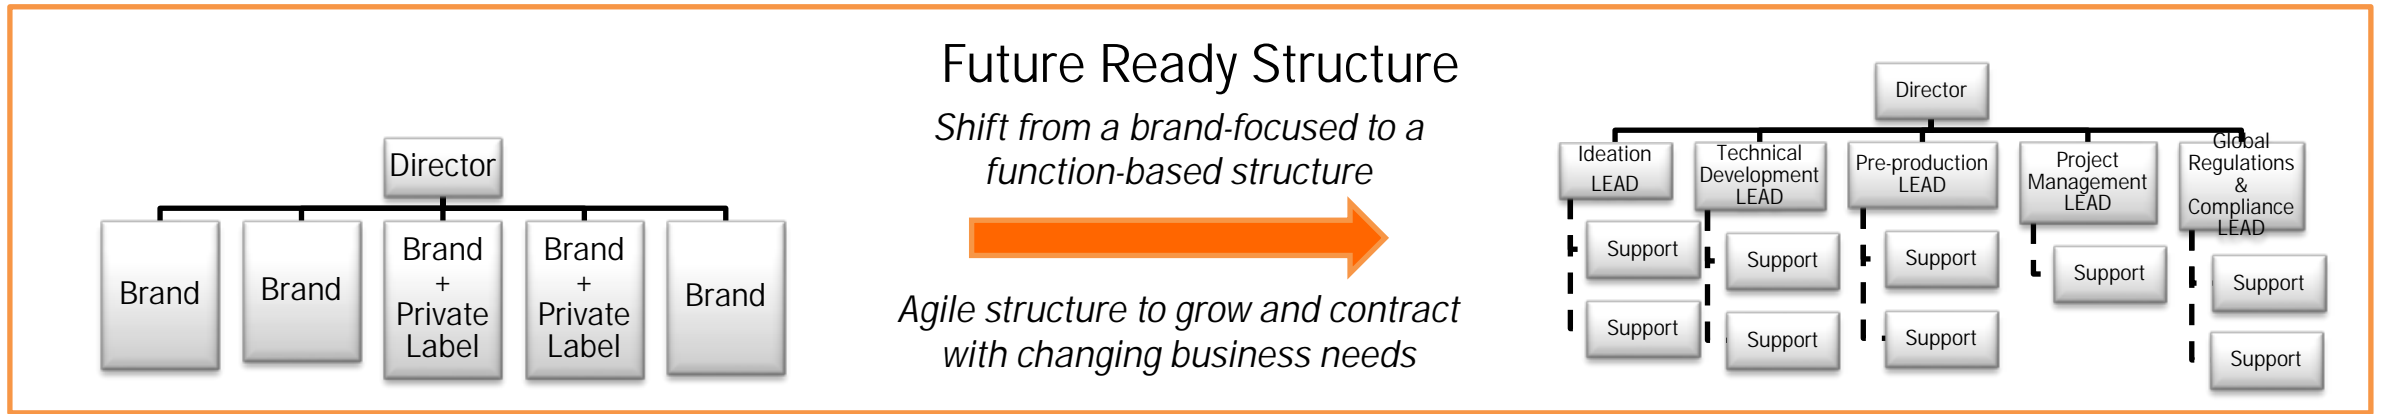 Future Ready Structure
Shift from a brand-focused to a
function-based structure
Agile structure to grow and contract
with changing business needs
Director
Brand
Brand
Brand
+
Private
Label
Brand
+
Private
Label
Brand
Director
Ideation
LEAD
Support
Support
Technical
Development
LEAD
Support
Support
Pre-production
LEAD
Support
Support
Project
Management
LEAD
Support
Global
Regulations
&
Compliance
LEAD
Support
Support